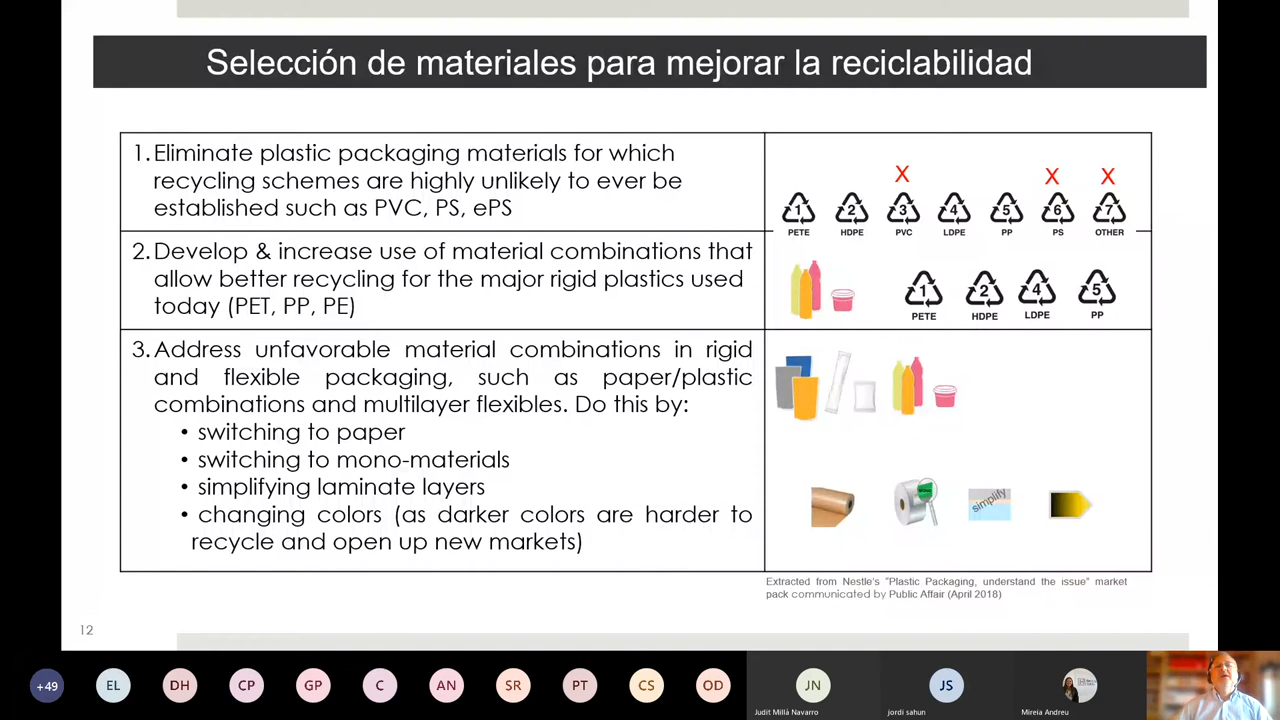 Selección de materiales para mejorar la reciclabilidad
1. Eliminate plastic packaging materials for which
recycling schemes are highly unlikely to ever be
established such as PVC, PS, ePS
X X X
1 2 3 4 5 6 7
PETE HDPE PVC LDPE PP PS OTHER
2. Develop & increase use of material combinations that
allow better recycling for the major rigid plastics used
today (PET, PP, PE)
1 2 4 5
PETE HDPE LDPE PP
3. Address unfavorable material combinations in rigid
and flexible packaging, such as paper/plastic
combinations and multilayer flexibles. Do this by:
• switching to paper
• switching to mono-materials
• simplifying laminate layers
• changing colors (as darker colors are harder to
recycle and open up new markets)
simplify
Extracted from Nestle's "Plastic Packaging, understand the issue" market
pack communicated by Public Affair (April 2018)
12
+49 EL DH CP GP C AN SR PT CS OD JN JS
Judit Millà Navarro jordi sahun Mireia Andreu